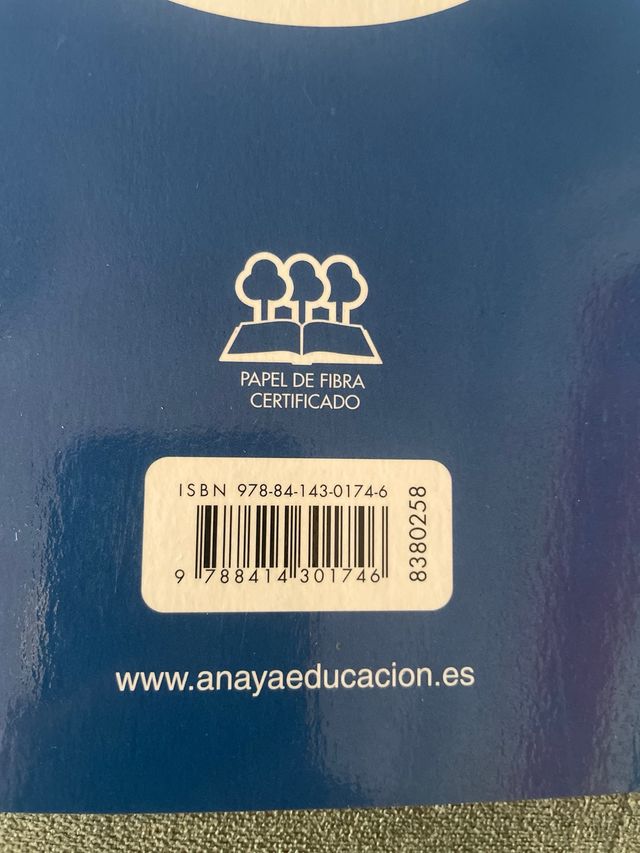 PAPEL DE FIBRA
CERTIFICADO
ISBN 978-84-143-0174-6
9 788414 301746
8380258
www.anayaeducacion.es